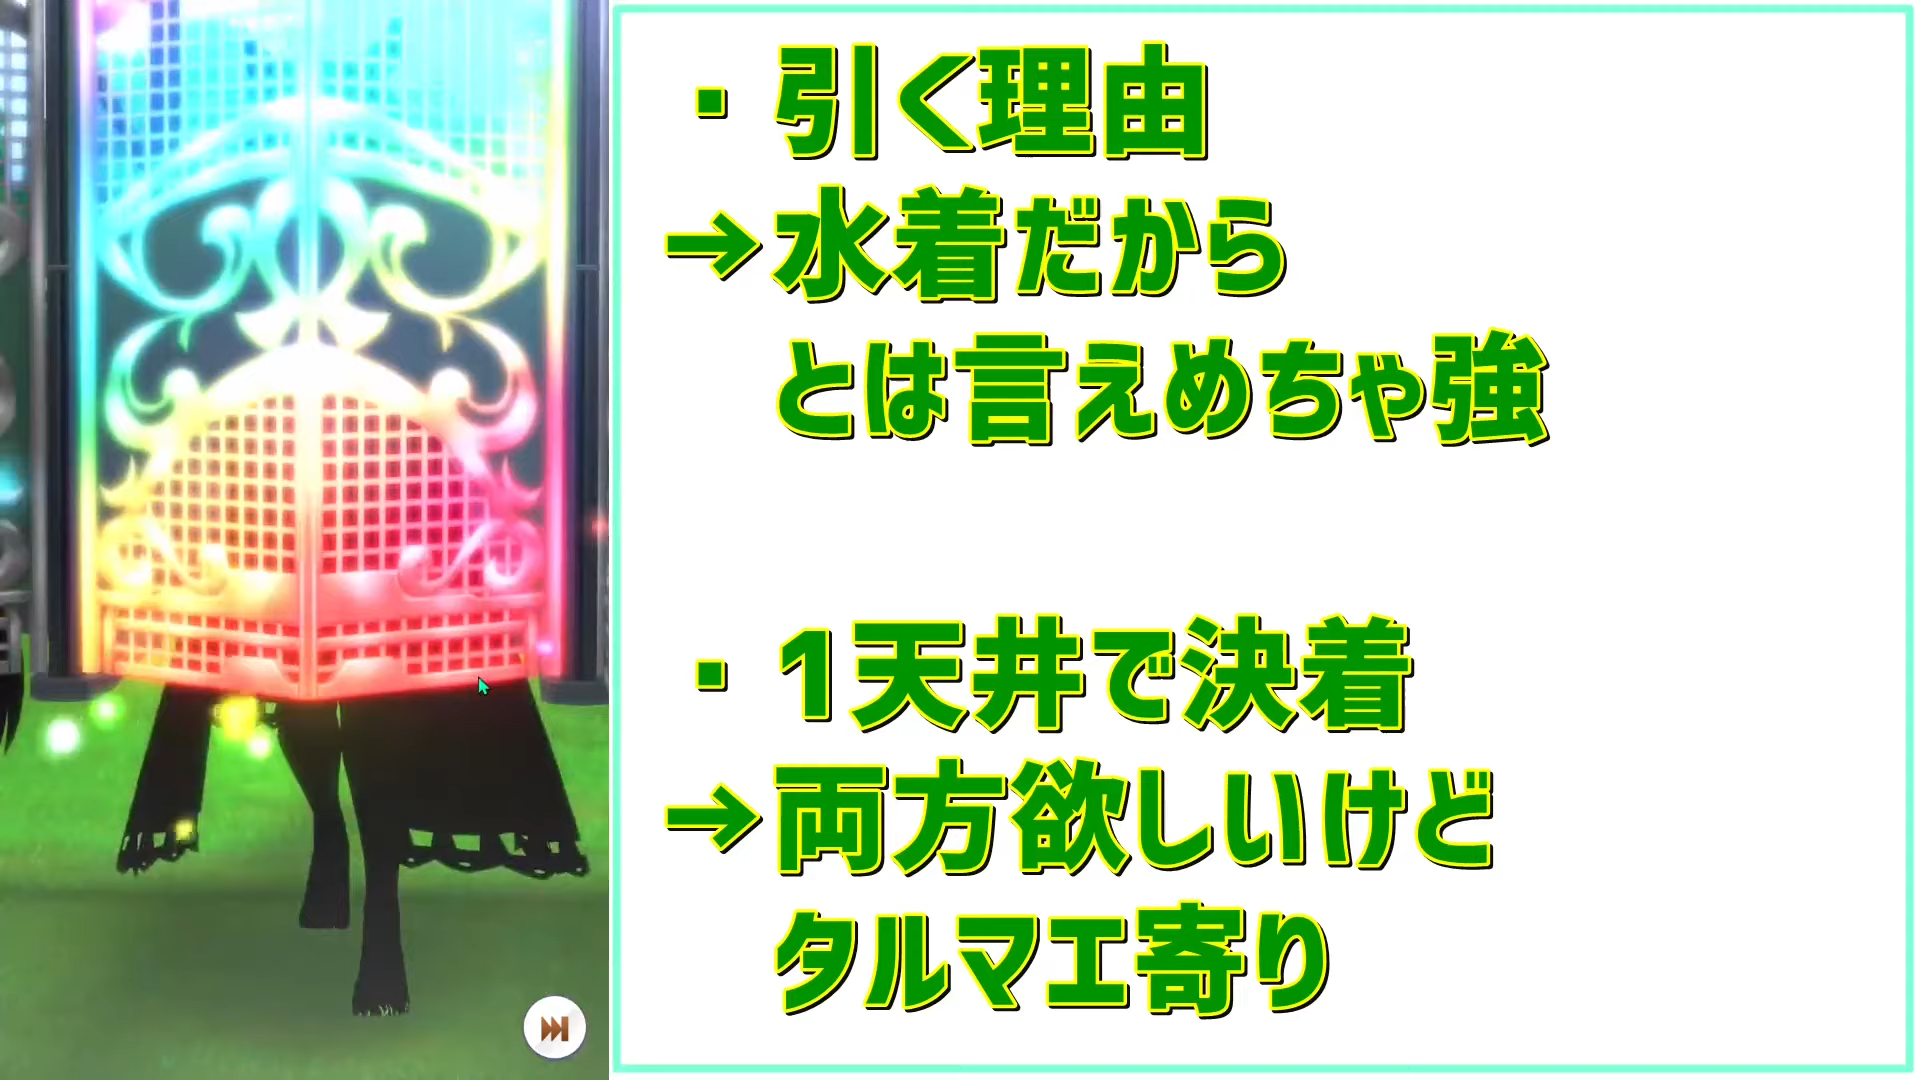 ・引く理由
→水着だから
とは言えめちゃ強
・1天井で決着
→両方欲しいけど
タルマエ寄り